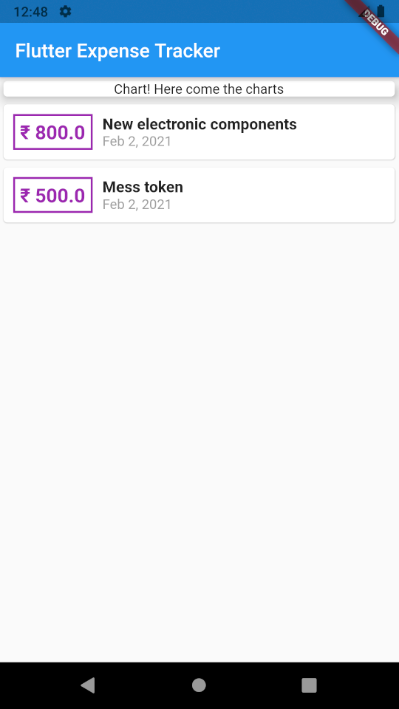 12:48
DEBUG
Flutter Expense Tracker
Chart! Here come the charts
₹ 800.0
New electronic components
Feb 2, 2021
₹ 500.0
Mess token
Feb 2, 2021